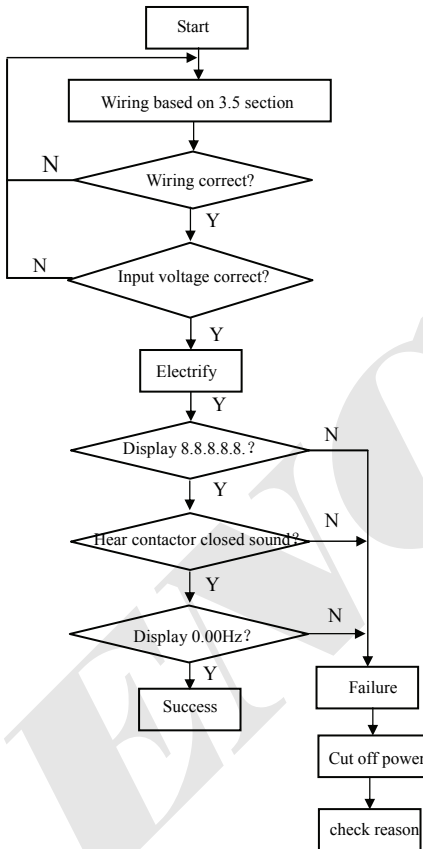 Start
Wiring based on 3.5 section
N
Wiring correct?
Y
N
Input voltage correct?
Y
Electrify
Y
N
Display 8.8.8.8.8.?
Y
Hear contactor closed sound?
N
Y
N
Display 0.00Hz?
Y
Success
Failure
Cut off power
check reason
ENC